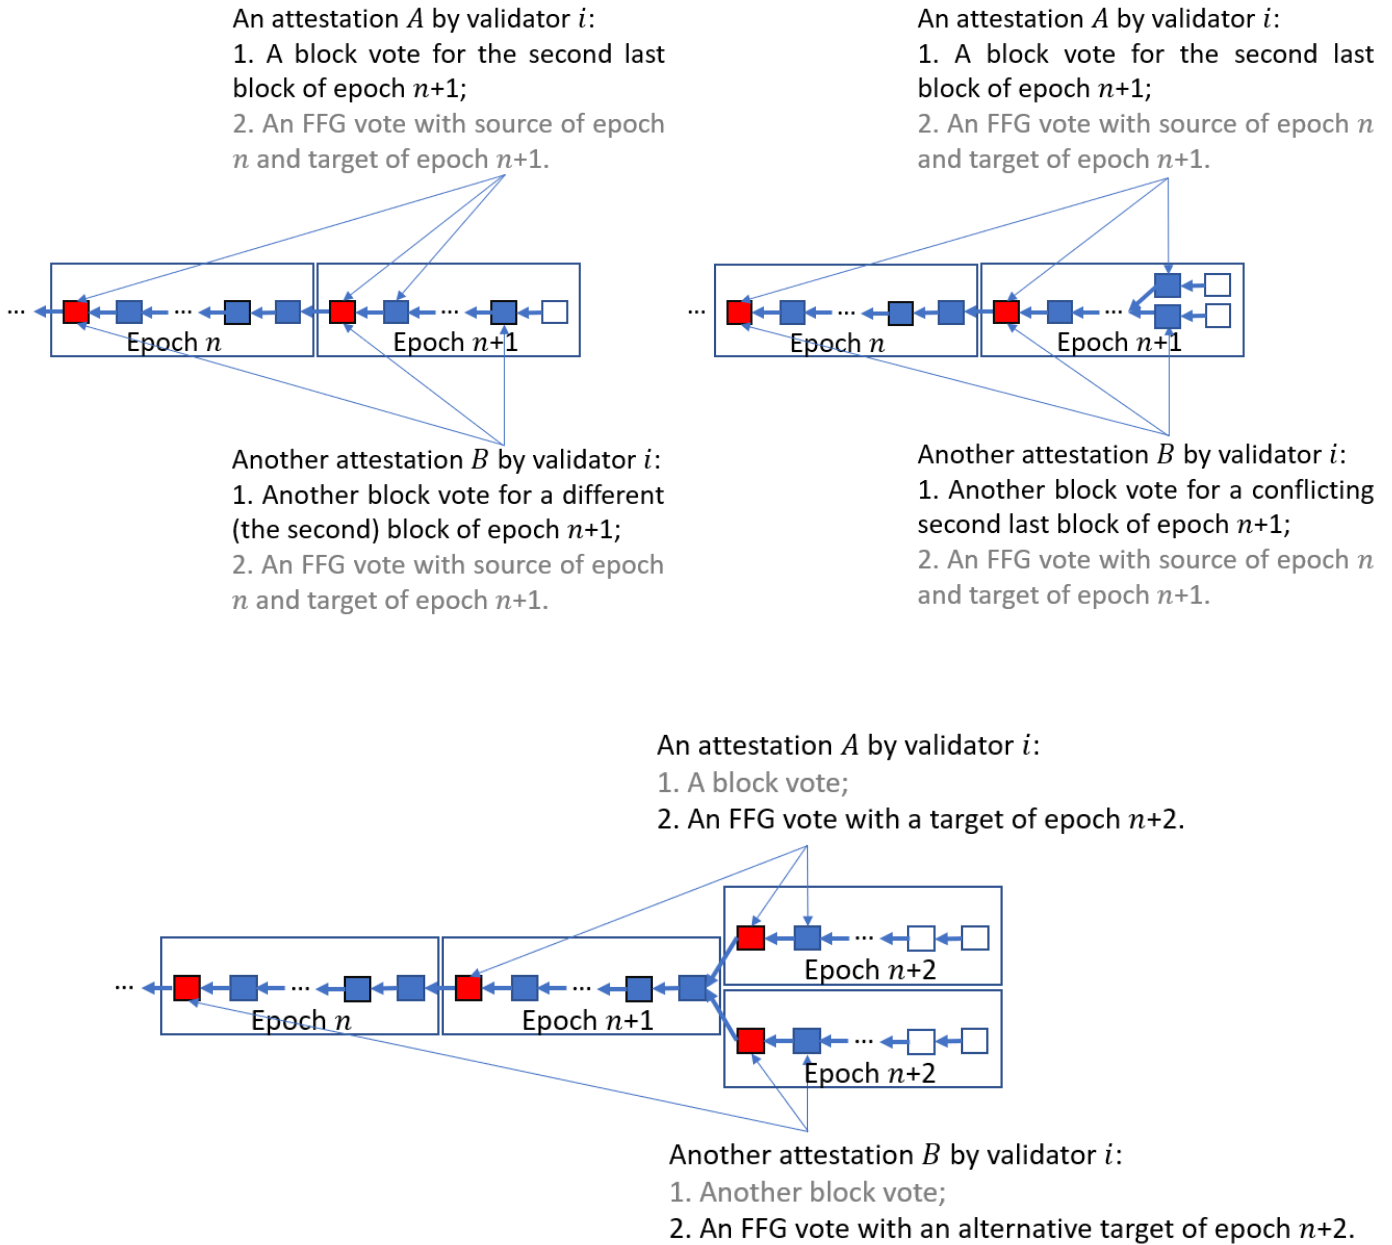 An attestation A by validator i:
1. A block vote for the second last
block of epoch n+1;
2. An FFG vote with source of epoch
n and target of epoch n+1.
... Epoch n ... Epoch n+1 ...
Another attestation B by validator i:
1. Another block vote for a different
(the second) block of epoch n+1;
2. An FFG vote with source of epoch
n and target of epoch n+1.
An attestation A by validator i:
1. A block vote for the second last
block of epoch n+1;
2. An FFG vote with source of epoch n
and target of epoch n+1.
... Epoch n ... Epoch n+1 ...
Another attestation B by validator i:
1. Another block vote for a conflicting
second last block of epoch n+1;
2. An FFG vote with source of epoch n
and target of epoch n+1.
An attestation A by validator i:
1. A block vote;
2. An FFG vote with a target of epoch n+2.
...
Epoch n+2
... ... ...
Epoch n Epoch n+1
...
Epoch n+2
Another attestation B by validator i:
1. Another block vote;
2. An FFG vote with an alternative target of epoch n+2.